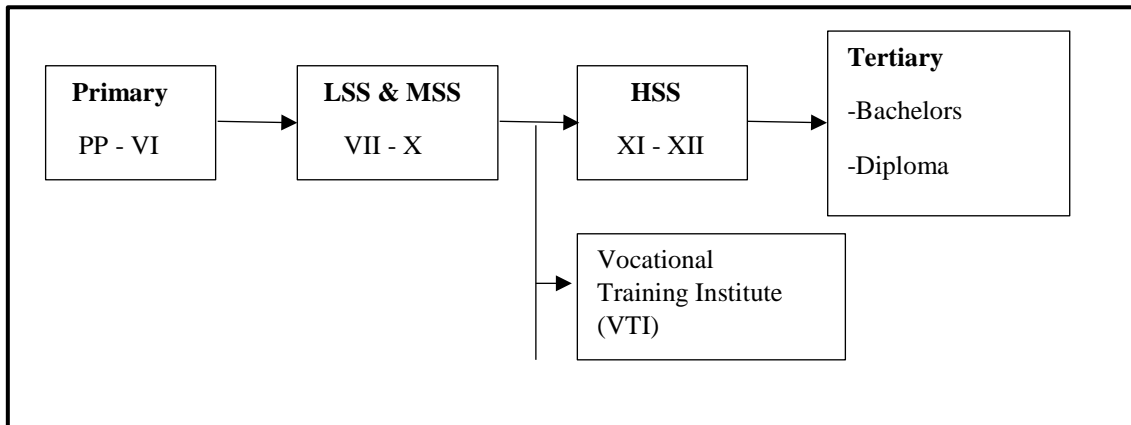 Primary
PP - VI
LSS & MSS
VII - X
HSS
XI - XII
Tertiary
-Bachelors
-Diploma
Vocational
Training Institute
(VTI)